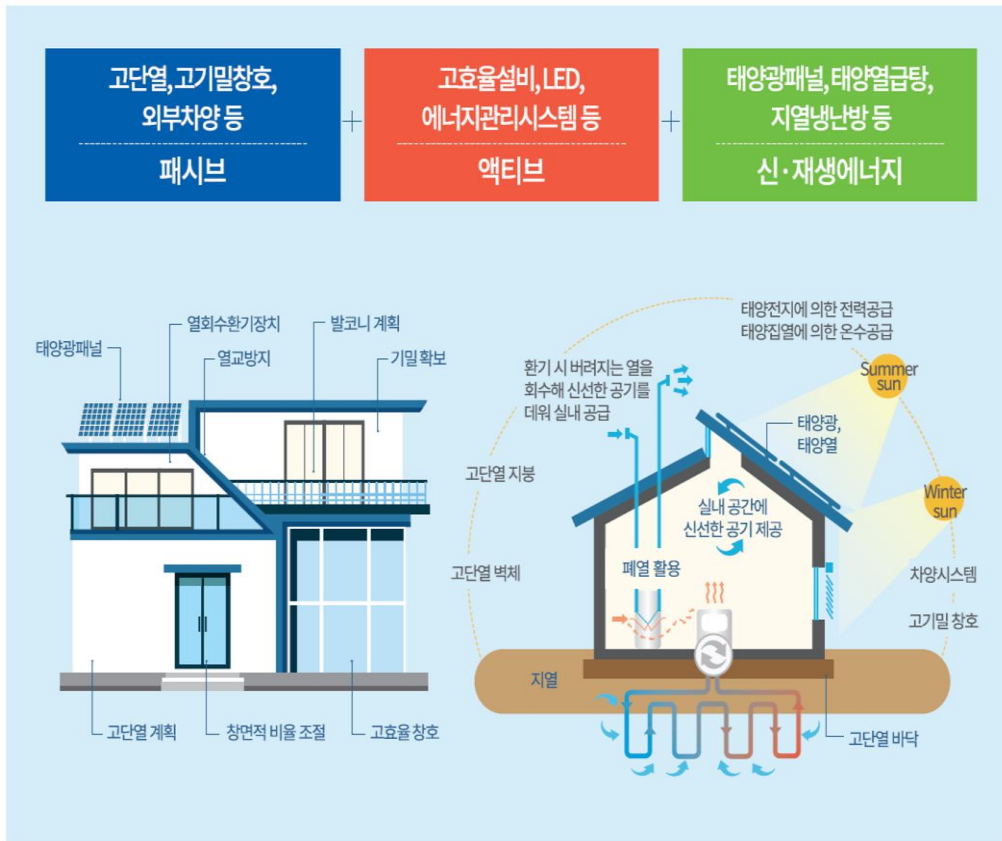 고단열, 고기밀창호,
외부차양 등
패시브
+
고효율설비, LED,
에너지관리시스템 등
액티브
+
태양광패널, 태양열급탕,
지열냉난방 등
신·재생에너지
태양광패널
열회수환기장치
열교방지
발코니 계획
기밀 확보
고단열 계획
창면적 비율 조절
고효율 창호
태양전지에 의한 전력공급
태양집열에 의한 온수공급
환기 시 버려지는 열을
회수해 신선한 공기를
데워 실내 공급
Summer
sun
태양광,
태양열
고단열 지붕
Winter
sun
실내 공간에
신선한 공기 제공
고단열 벽체
폐열 활용
차양시스템
고기밀 창호
지열
고단열 바닥